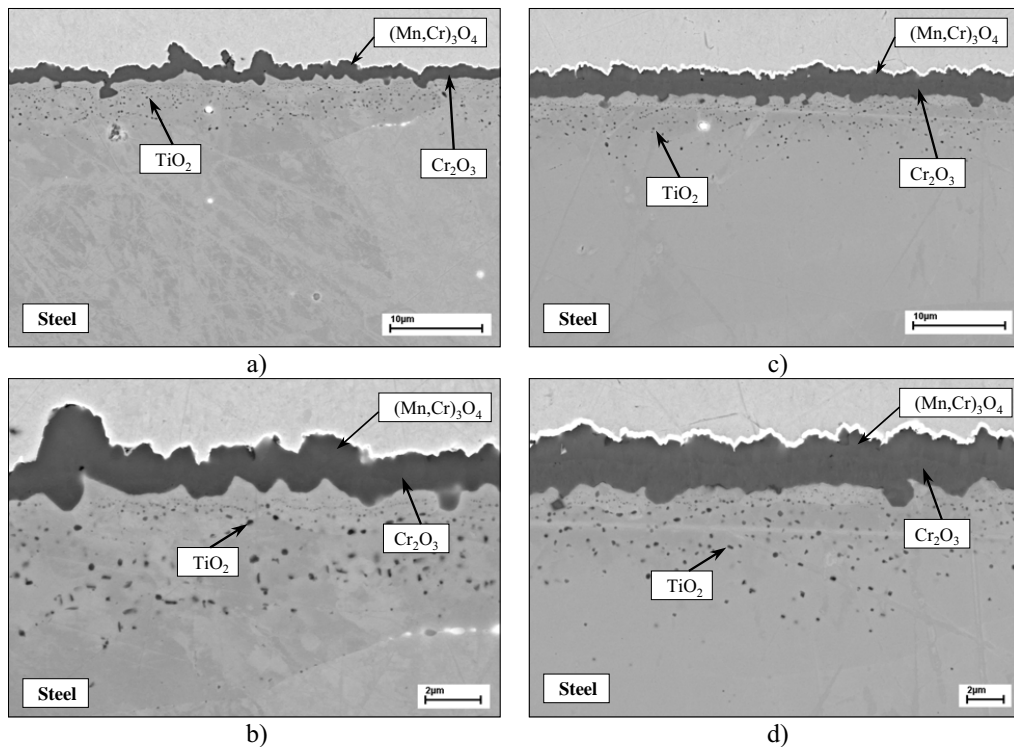 (Mn,Cr)₃O₄
TiO₂
Cr₂O₃
Steel
10µm
a)
(Mn,Cr)₃O₄
Cr₂O₃
TiO₂
Steel
10µm
c)
(Mn,Cr)₃O₄
Cr₂O₃
TiO₂
Steel
2µm
b)
(Mn,Cr)₃O₄
Cr₂O₃
TiO₂
Steel
2µm
d)